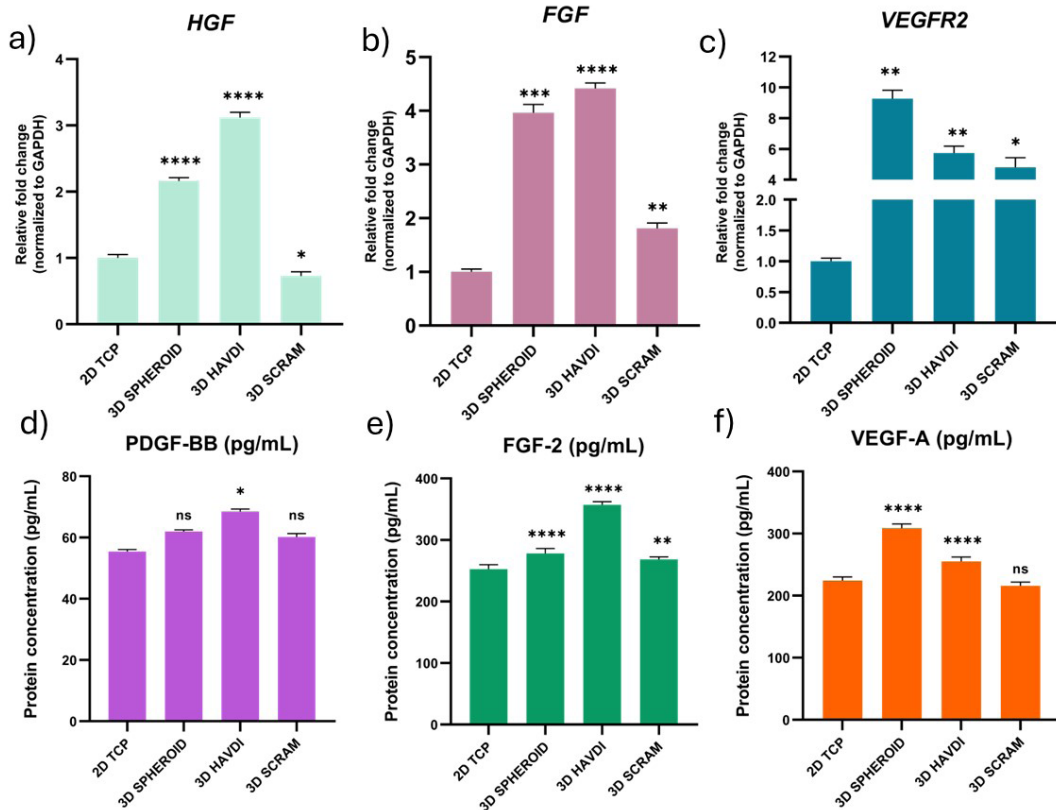 a)
HGF
Relative fold change
(normalized to GAPDH)
4
3
2
1
0
****
****
*
2D TCP
3D SPHEROID
3D HAVDI
3D SCRAM
b)
FGF
Relative fold change
(normalized to GAPDH)
5
4
3
2
1
0
***
****
**
2D TCP
3D SPHEROID
3D HAVDI
3D SCRAM
c)
VEGFR2
Relative fold change
(normalized to GAPDH)
12
10
8
6
4
2.0
1.5
1.0
0.5
0.0
**
**
*
2D TCP
3D SPHEROID
3D HAVDI
3D SCRAM
d)
PDGF-BB (pg/mL)
Protein concentration (pg/mL)
80
60
40
20
0
ns
*
ns
2D TCP
3D SPHEROID
3D HAVDI
3D SCRAM
e)
FGF-2 (pg/mL)
Protein concentration (pg/mL)
400
300
200
100
0
****
****
**
2D TCP
3D SPHEROID
3D HAVDI
3D SCRAM
f)
VEGF-A (pg/mL)
Protein concentration (pg/mL)
400
300
200
100
0
****
****
ns
2D TCP
3D SPHEROID
3D HAVDI
3D SCRAM